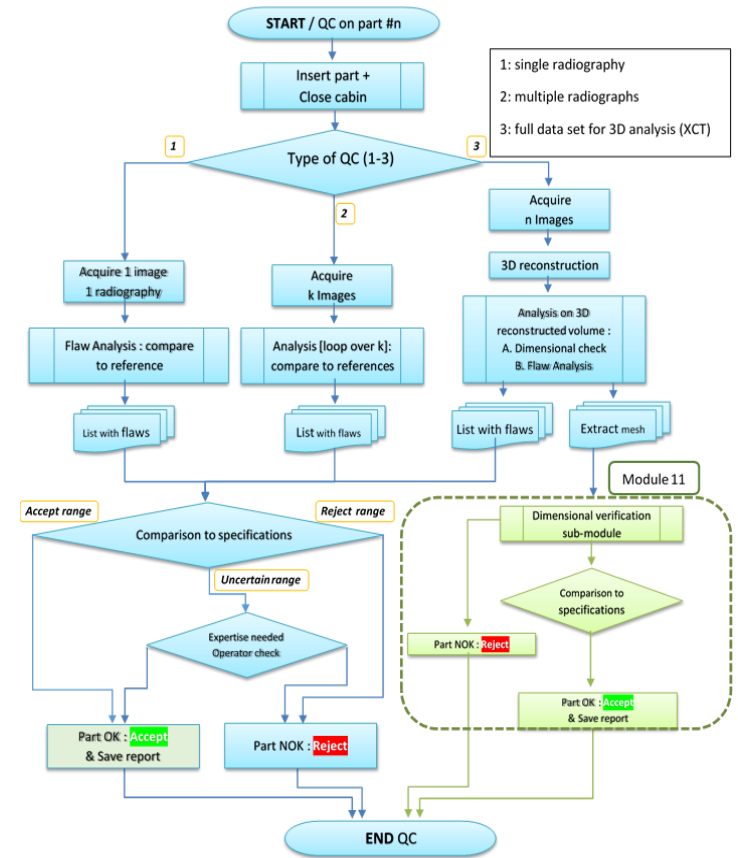 START / QC on part #n
Insert part +
Close cabin
1: single radiography
2: multiple radiographs
3: full data set for 3D analysis (XCT)
1
Type of QC (1-3)
3
2
Acquire
n Images
Acquire 1 image
1 radiography
Acquire
k Images
3D reconstruction
Flaw Analysis : compare
to reference
Analysis [loop over k]:
compare to references
Analysis on 3D
reconstructed volume :
A. Dimensional check
B. Flaw Analysis
List with flaws
List with flaws
List with flaws
Extract mesh
Module 11
Accept range
Reject range
Comparison to specifications
Uncertain range
Expertise needed
Operator check
Dimensional verification
sub-module
Comparison to
specifications
Part NOK : Reject
Part OK : Accept
& Save report
Part OK : Accept
& Save report
Part NOK : Reject
END QC